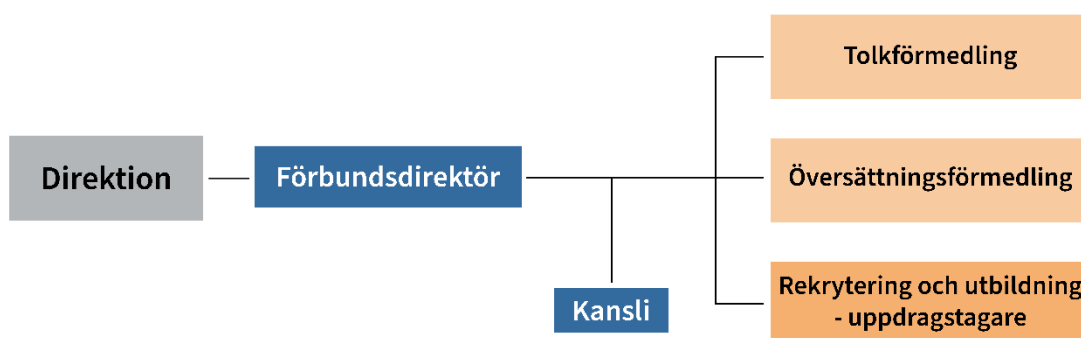 Direktion
Förbundsdirektör
Kansli
Tolkförmedling
Översättningsförmedling
Rekrytering och utbildning
- uppdragstagare